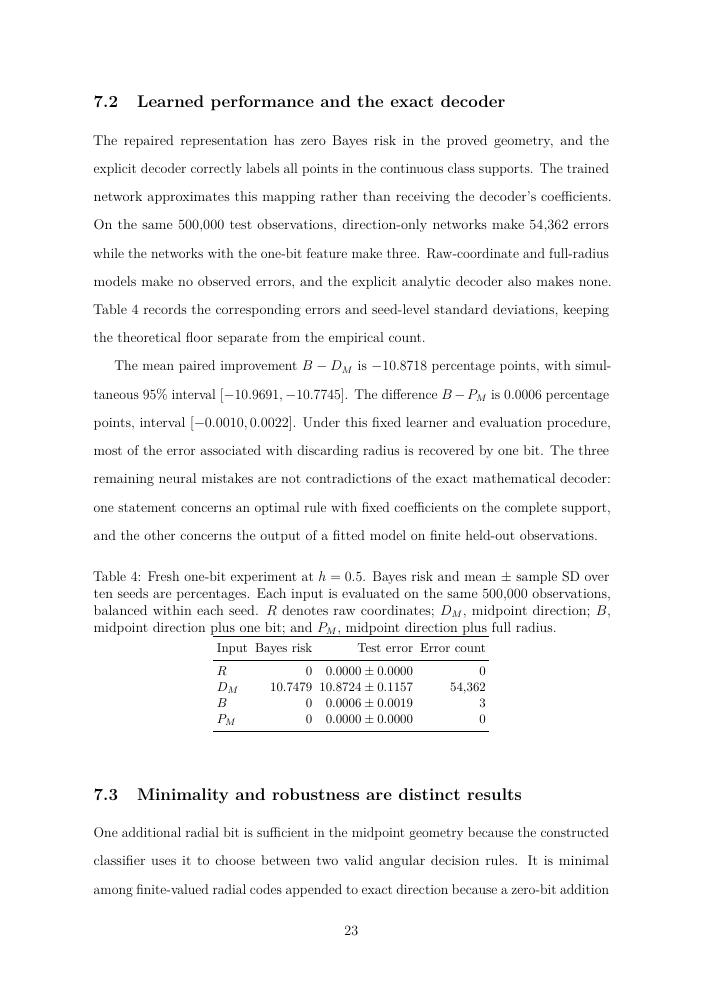 7.2 Learned performance and the exact decoder
The repaired representation has zero Bayes risk in the proved geometry, and the
explicit decoder correctly labels all points in the continuous class supports. The trained
network approximates this mapping rather than receiving the decoder's coefficients.
On the same 500,000 test observations, direction-only networks make 54,362 errors
while the networks with the one-bit feature make three. Raw-coordinate and full-radius
models make no observed errors, and the explicit analytic decoder also makes none.
Table 4 records the corresponding errors and seed-level standard deviations, keeping
the theoretical floor separate from the empirical count.
The mean paired improvement B − D_M is −10.8718 percentage points, with simul-
taneous 95% interval [−10.9691, −10.7745]. The difference B − P_M is 0.0006 percentage
points, interval [−0.0010, 0.0022]. Under this fixed learner and evaluation procedure,
most of the error associated with discarding radius is recovered by one bit. The three
remaining neural mistakes are not contradictions of the exact mathematical decoder:
one statement concerns an optimal rule with fixed coefficients on the complete support,
and the other concerns the output of a fitted model on finite held-out observations.
Table 4: Fresh one-bit experiment at h = 0.5. Bayes risk and mean ± sample SD over
ten seeds are percentages. Each input is evaluated on the same 500,000 observations,
balanced within each seed. R denotes raw coordinates; D_M, midpoint direction; B,
midpoint direction plus one bit; and P_M, midpoint direction plus full radius.
Input Bayes risk Test error Error count
R 0 0.0000 ± 0.0000 0
D_M 10.7479 10.8724 ± 0.1157 54,362
B 0 0.0006 ± 0.0019 3
P_M 0 0.0000 ± 0.0000 0
7.3 Minimality and robustness are distinct results
One additional radial bit is sufficient in the midpoint geometry because the constructed
classifier uses it to choose between two valid angular decision rules. It is minimal
among finite-valued radial codes appended to exact direction because a zero-bit addition
23